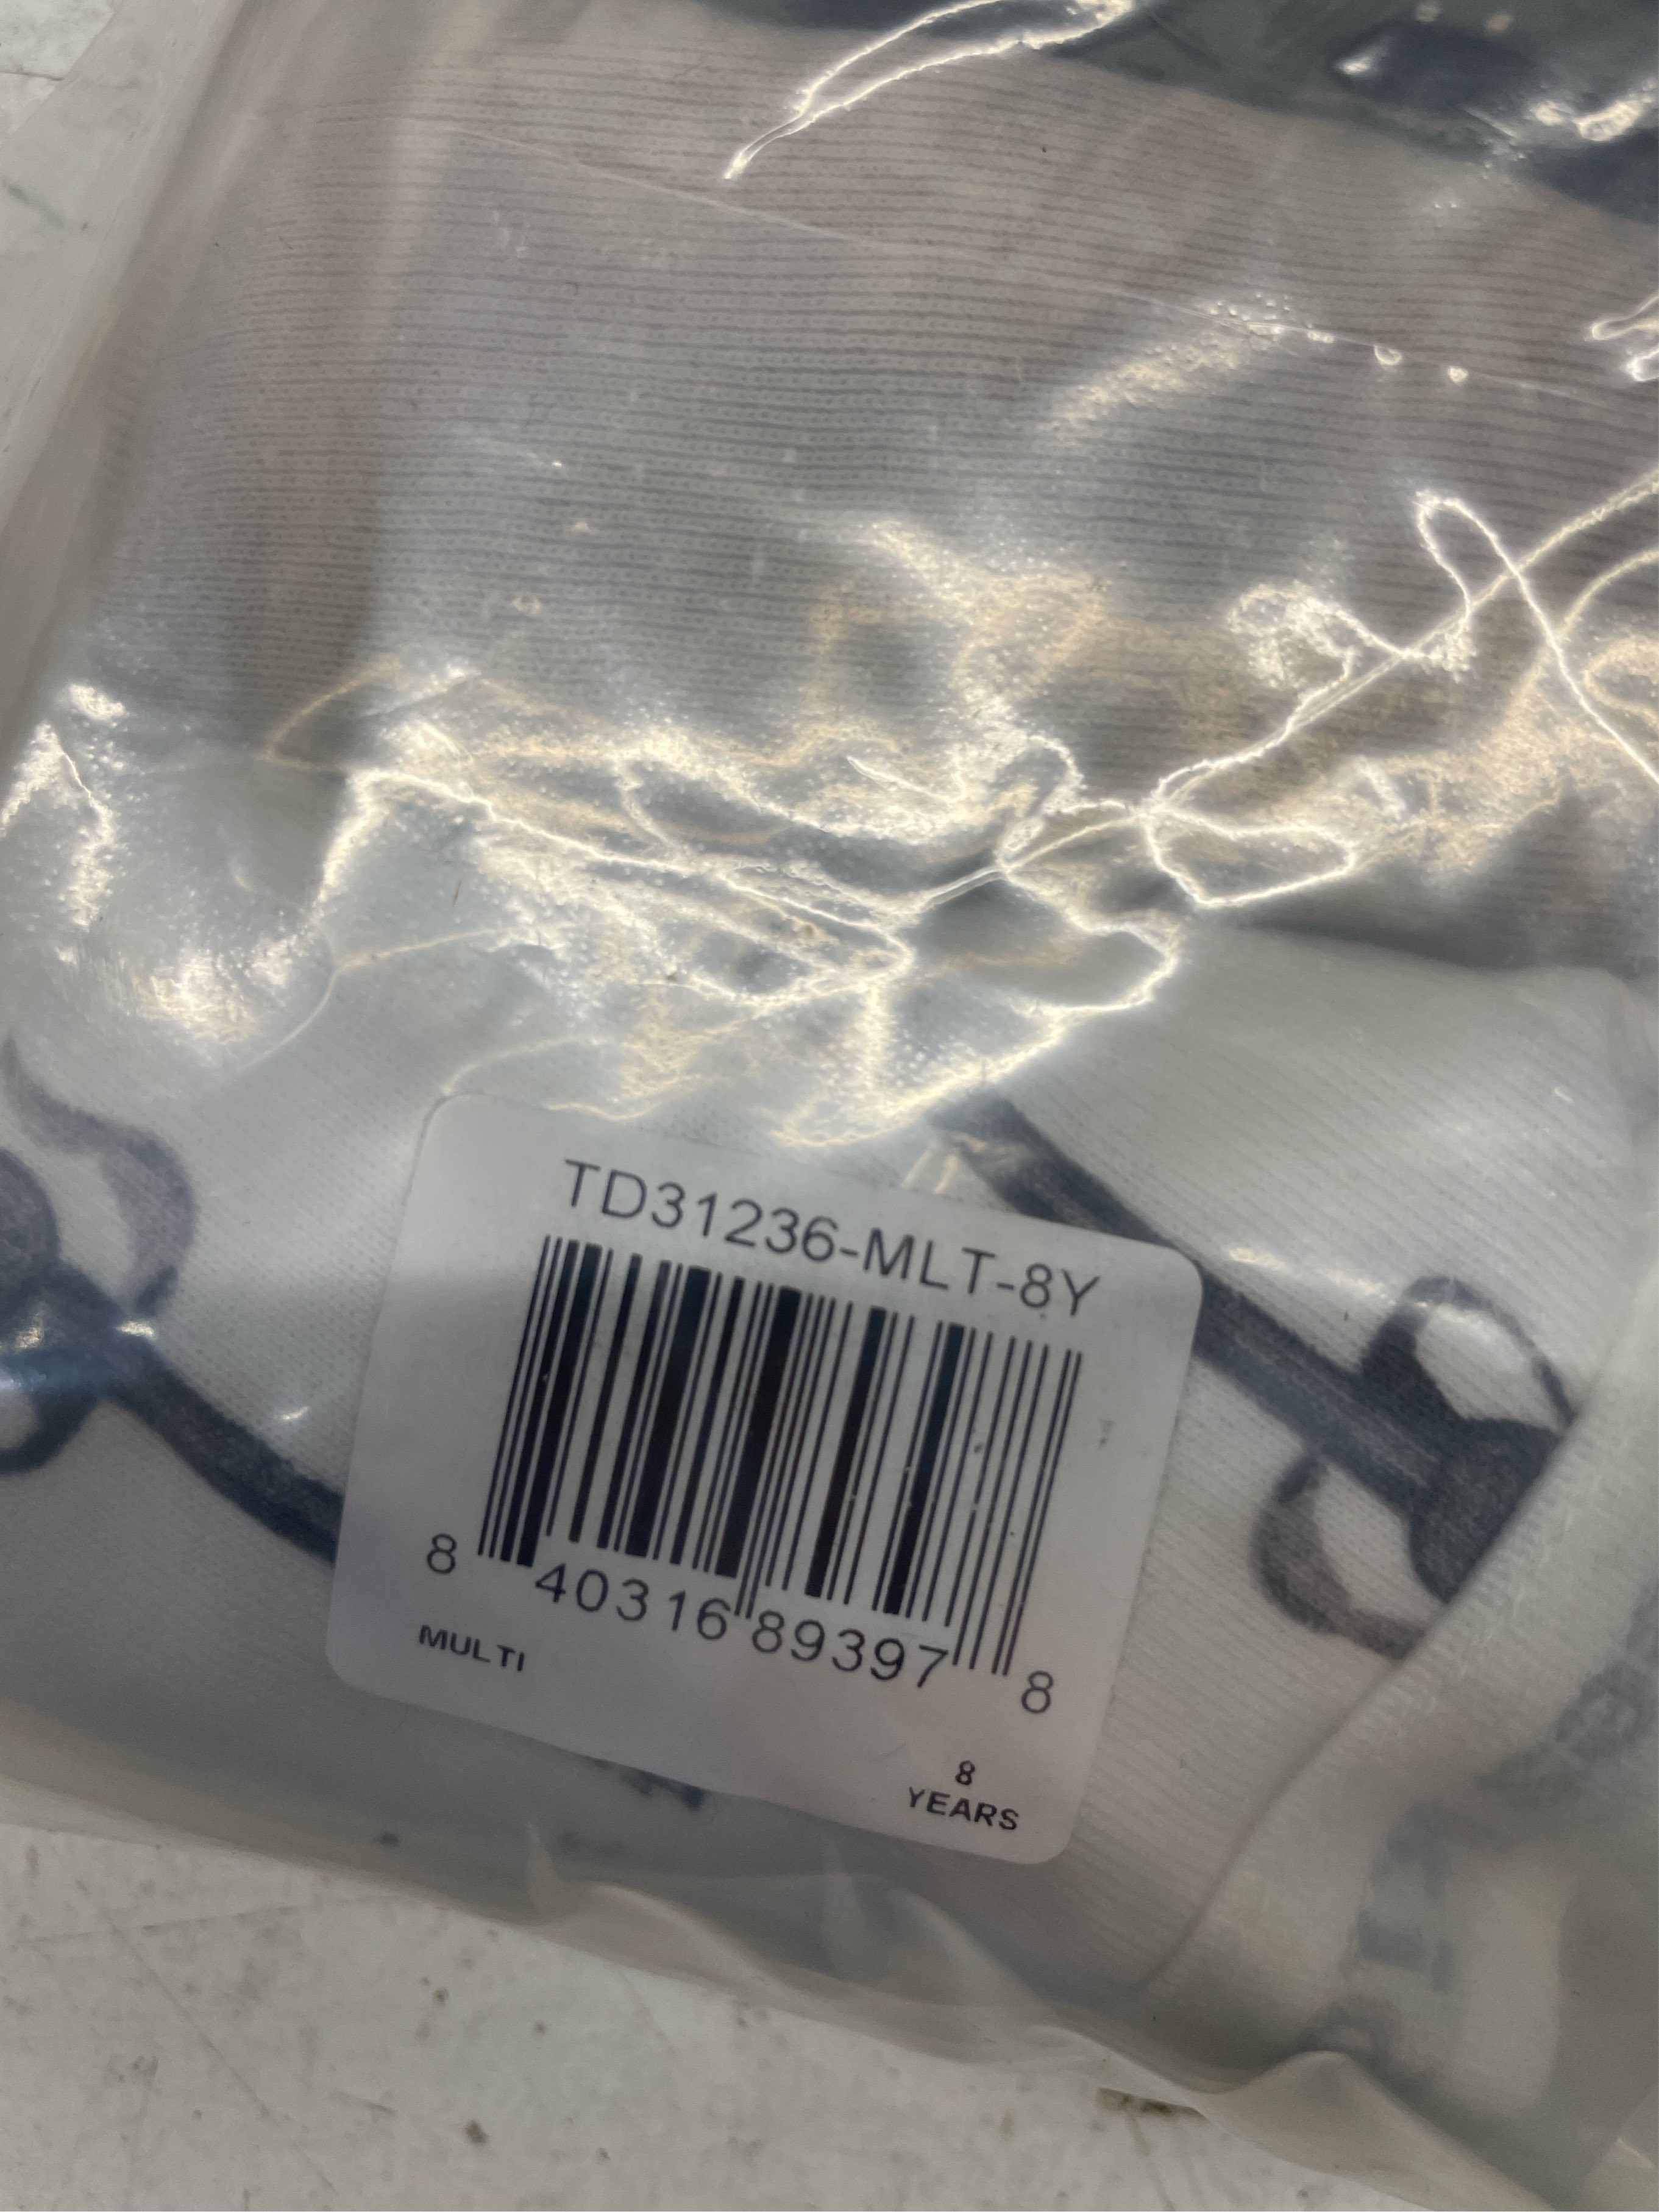 TD31236-MLT-8Y
8 40316 89397 8
MULTI
8
YEARS